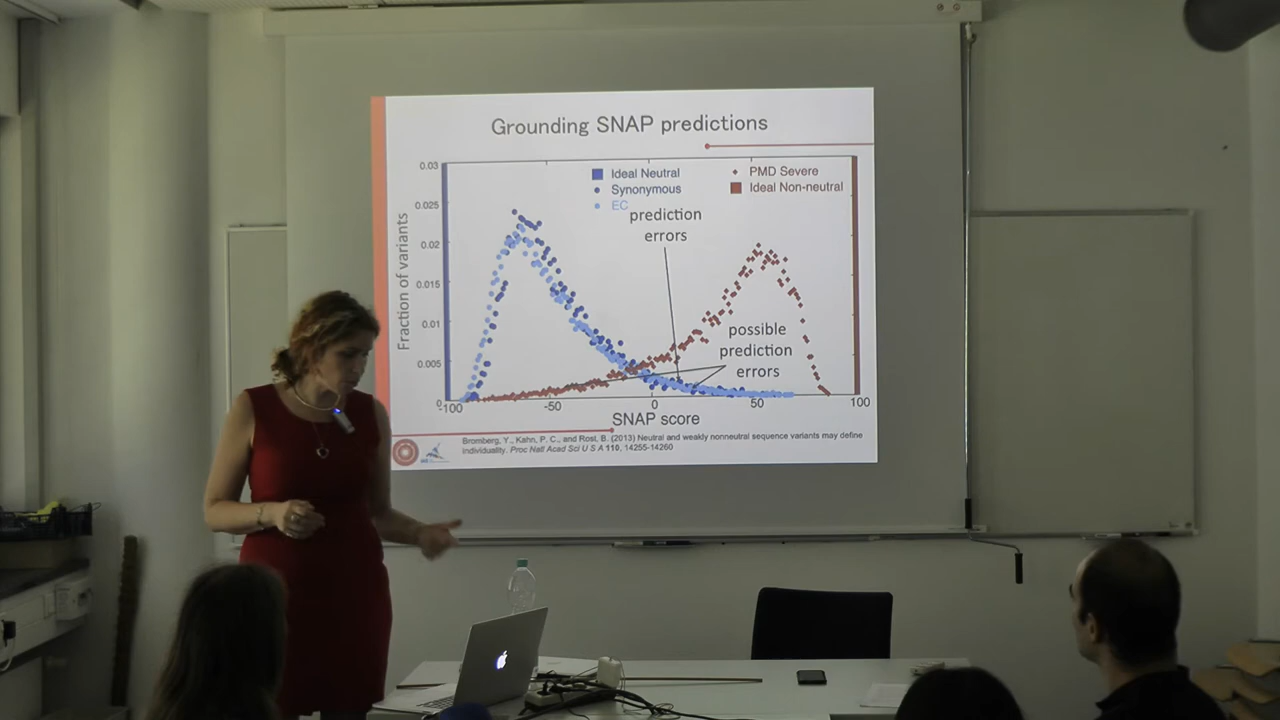 Grounding SNAP predictions
Ideal Neutral
Synonymous
EC
PMD Severe
Ideal Non-neutral
prediction
errors
possible
prediction
errors
Fraction of variants
0.03
0.025
0.02
0.015
0.01
0.005
0
-100
-50
0
50
100
SNAP score
Bromberg, Y., Kahn, P. C., and Rost, B. (2013) Neutral and weakly nonneutral sequence variants may define
individuality. Proc Natl Acad Sci U S A 110, 14255-14260